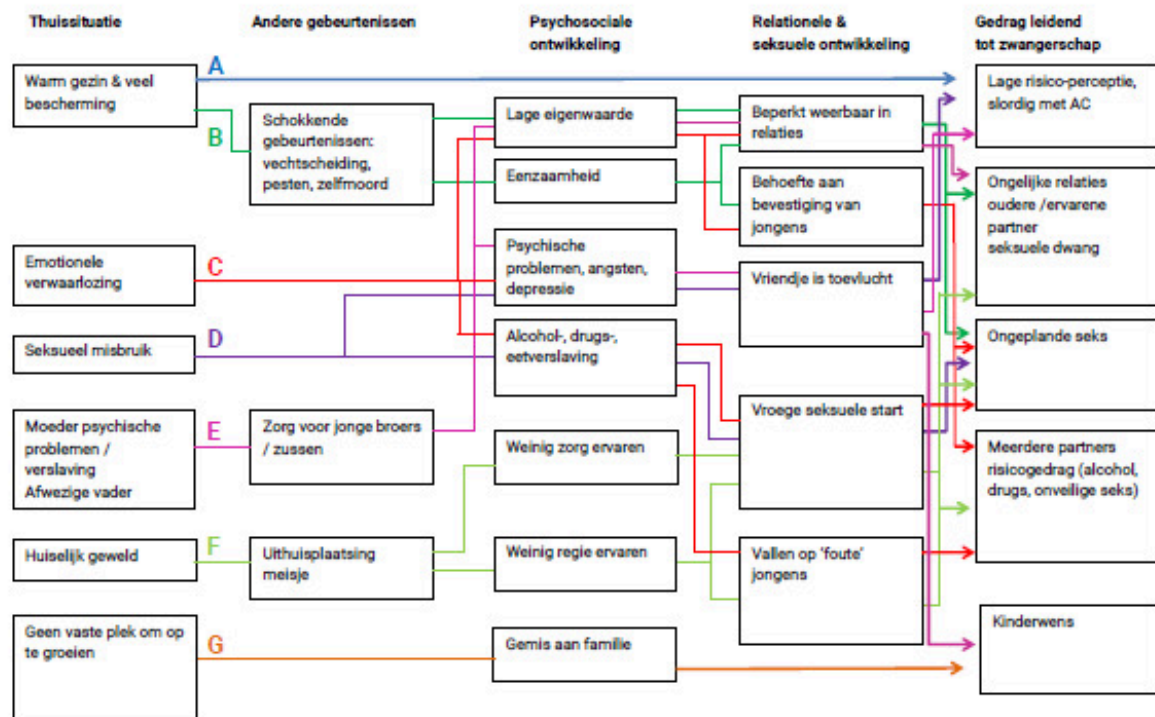 Thuissituatie
Andere gebeurtenissen
Psychosociale
ontwikkeling
Relationele &
seksuele ontwikkeling
Gedrag leidend
tot zwangerschap
Warm gezin & veel
bescherming
A
B
Emotionele
verwaarlozing
C
Seksueel misbruik
D
Moeder psychische
problemen /
verslaving
Afwezige vader
E
Huiselijk geweld
F
Geen vaste plek om op
te groeien
G
Schokkende
gebeurtenissen:
vechtscheiding,
pesten, zelfmoord
Zorg voor jonge broers
/ zussen
Uithuisplaatsing
meisje
Lage eigenwaarde
Eenzaamheid
Psychische
problemen, angsten,
depressie
Alcohol-, drugs-,
eetverslaving
Weinig zorg ervaren
Weinig regie ervaren
Gemis aan familie
Beperkt weerbaar in
relaties
Behoefte aan
bevestiging van
jongens
Vriendje is toevlucht
Vroege seksuele start
Vallen op ‘foute’
jongens
Lage risico-perceptie,
slordig met AC
Ongelijke relaties
oudere /ervarene
partner
seksuele dwang
Ongeplande seks
Meerdere partners
risicogedrag (alcohol,
drugs, onveilige seks)
Kinderwens